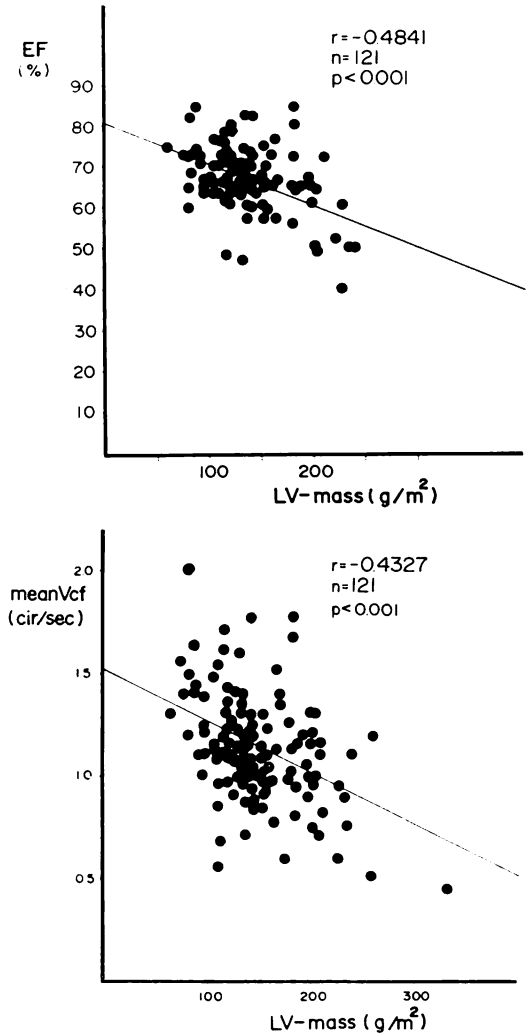 EF
(%)
r=-0.4841
n=121
p<0001
90
80
70
60
50
40
30
20
10
100 200
LV-mass (g/m²)
meanVcf
(cir/sec)
r=-0.4327
n=121
p<0.001
2.0
1.5
1.0
0.5
100 200 300
LV-mass (g/m²)